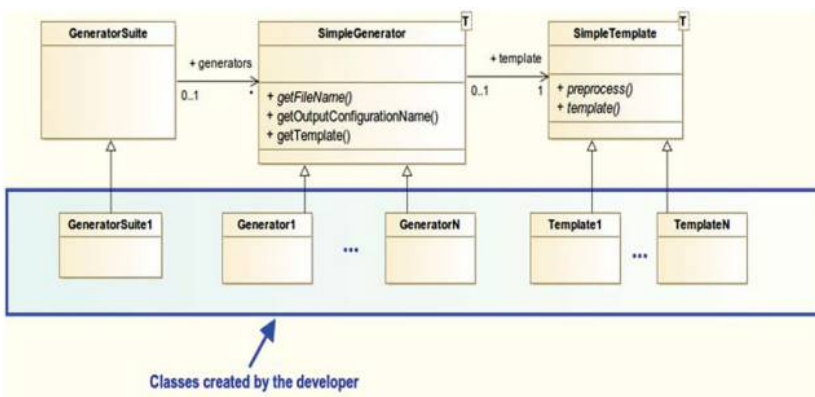 T
T
GeneratorSuite
SimpleGenerator
SimpleTemplate
+ generators
+ template
0..1
*
0..1
1
+ getFileName()
+ getOutputConfigurationName()
+ getTemplate()
+ preprocess()
+ template()
GeneratorSuite1
Generator1
...
GeneratorN
Template1
...
TemplateN
Classes created by the developer